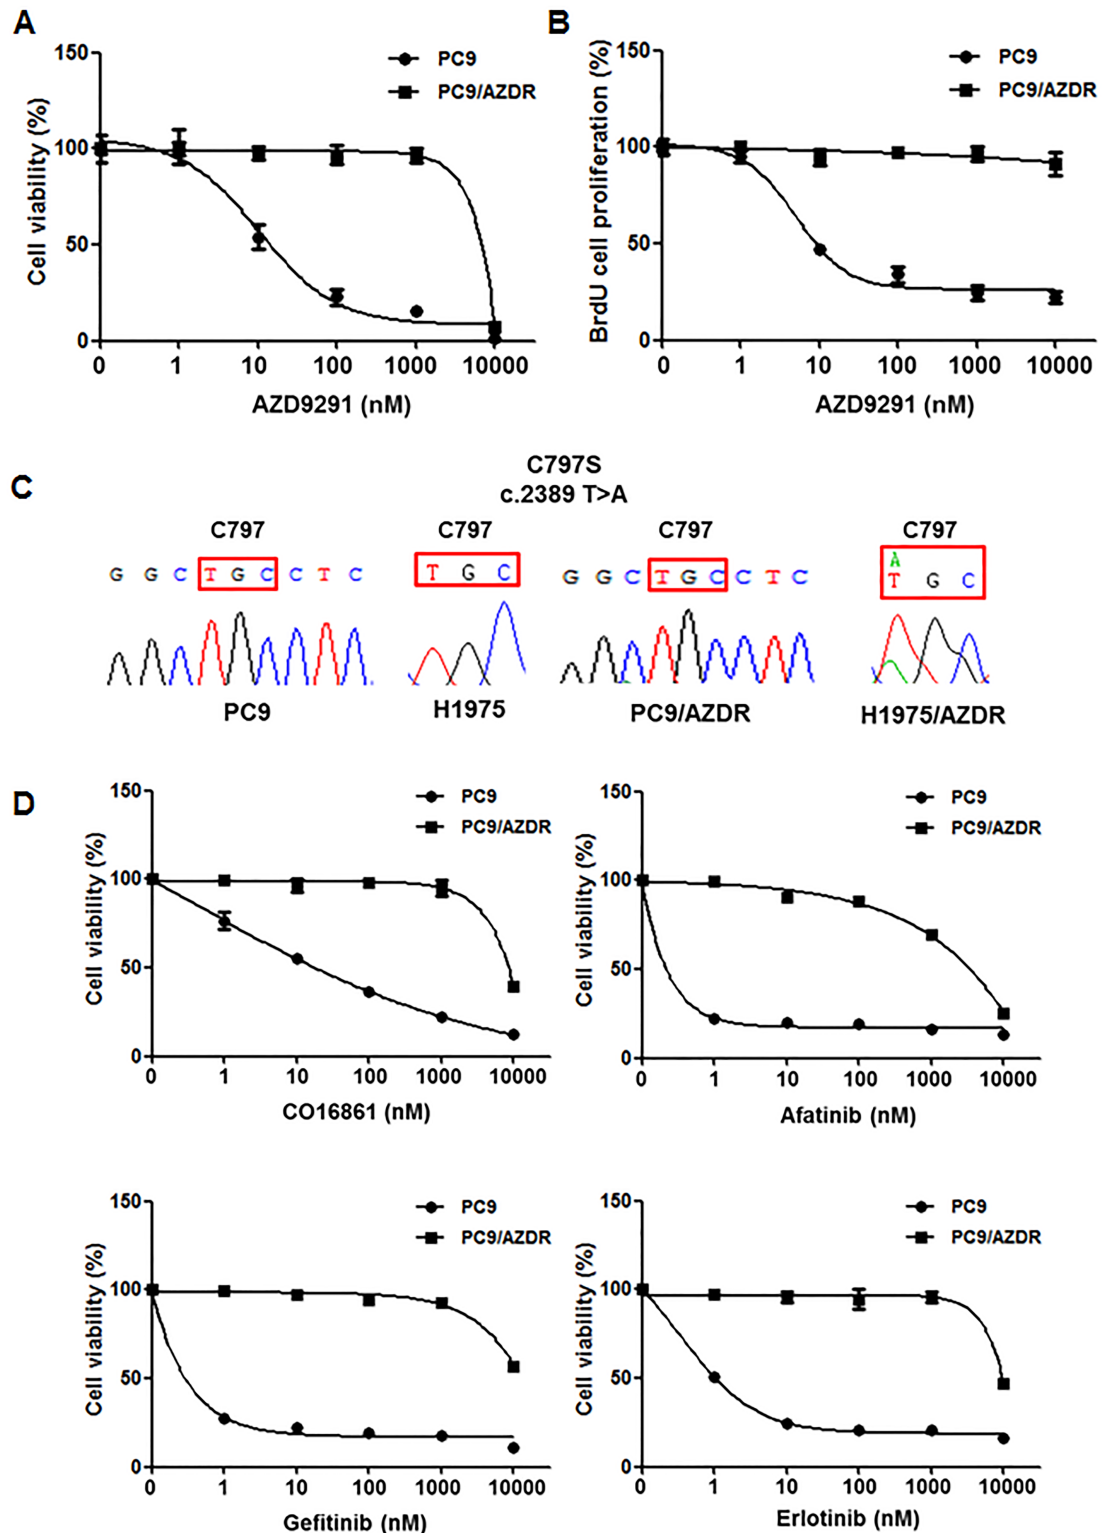 A
150
100
50
0
Cell viability (%)
PC9
PC9/AZDR
0 1 10 100 1000 10000
AZD9291 (nM)
B
150
100
50
0
BrdU cell proliferation (%)
PC9
PC9/AZDR
0 1 10 100 1000 10000
AZD9291 (nM)
C
C797S
c.2389 T>A
C797
G G C T G C C T C
PC9
C797
T G C
H1975
C797
G G C T G C C T C
PC9/AZDR
C797
A
T G C
H1975/AZDR
D
150
100
50
0
Cell viability (%)
PC9
PC9/AZDR
0 1 10 100 1000 10000
CO16861 (nM)
150
100
50
0
Cell viability (%)
PC9
PC9/AZDR
0 1 10 100 1000 10000
Afatinib (nM)
150
100
50
0
Cell viability (%)
PC9
PC9/AZDR
0 1 10 100 1000 10000
Gefitinib (nM)
150
100
50
0
Cell viability (%)
PC9
PC9/AZDR
0 1 10 100 1000 10000
Erlotinib (nM)